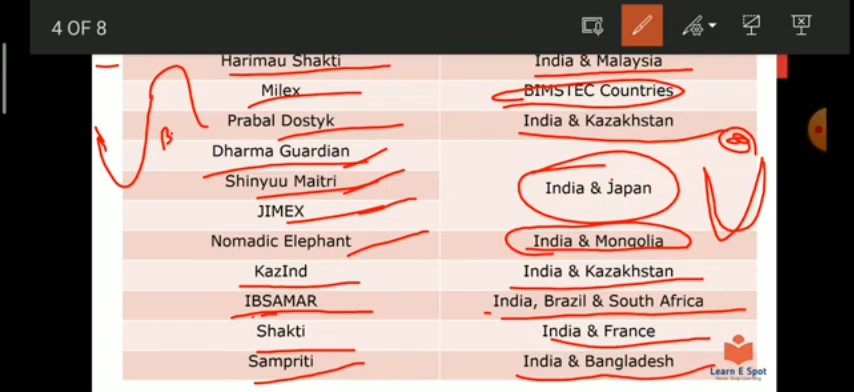 4 OF 8
Harimau Shakti India & Malaysia
Milex BIMSTEC Countries
Prabal Dostyk India & Kazakhstan
Dharma Guardian
Shinyuu Maitri India & Japan
JIMEX
Nomadic Elephant India & Mongolia
KazInd India & Kazakhstan
IBSAMAR India, Brazil & South Africa
Shakti India & France
Sampriti India & Bangladesh
Learn E Spot